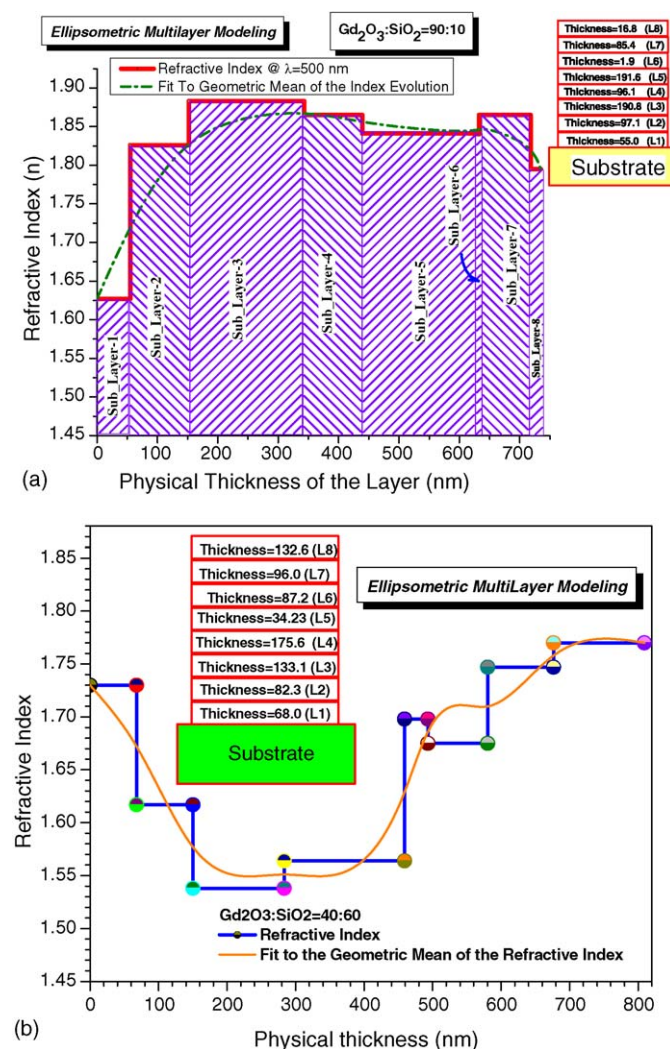 Ellipsometric Multilayer Modeling
Gd2O3:SiO2=90:10
Refractive Index @ λ=500 nm
Fit To Geometric Mean of the Index Evolution
Thickness=16.8 (L8)
Thickness=85.4 (L7)
Thickness=1.9 (L6)
Thickness=191.6 (L5)
Thickness=96.1 (L4)
Thickness=190.8 (L3)
Thickness=97.1 (L2)
Thickness=55.0 (L1)
Substrate
Refractive Index (n)
1.90
1.85
1.80
1.75
1.70
1.65
1.60
1.55
1.50
1.45
Sub_Layer-1
Sub_Layer-2
Sub_Layer-3
Sub_Layer-4
Sub_Layer-5
Sub_Layer-6
Sub_Layer-7
Sub_Layer-8
0 100 200 300 400 500 600 700
(a) Physical Thickness of the Layer (nm)
Thickness=132.6 (L8)
Thickness=96.0 (L7)
Thickness=87.2 (L6)
Thickness=34.23 (L5)
Thickness=175.6 (L4)
Thickness=133.1 (L3)
Thickness=82.3 (L2)
Thickness=68.0 (L1)
Substrate
Ellipsometric MultiLayer Modeling
Refractive Index
1.85
1.80
1.75
1.70
1.65
1.60
1.55
1.50
1.45
Gd2O3:SiO2=40:60
Refractive Index
Fit to the Geometric Mean of the Refractive Index
0 100 200 300 400 500 600 700 800
(b) Physical thickness (nm)